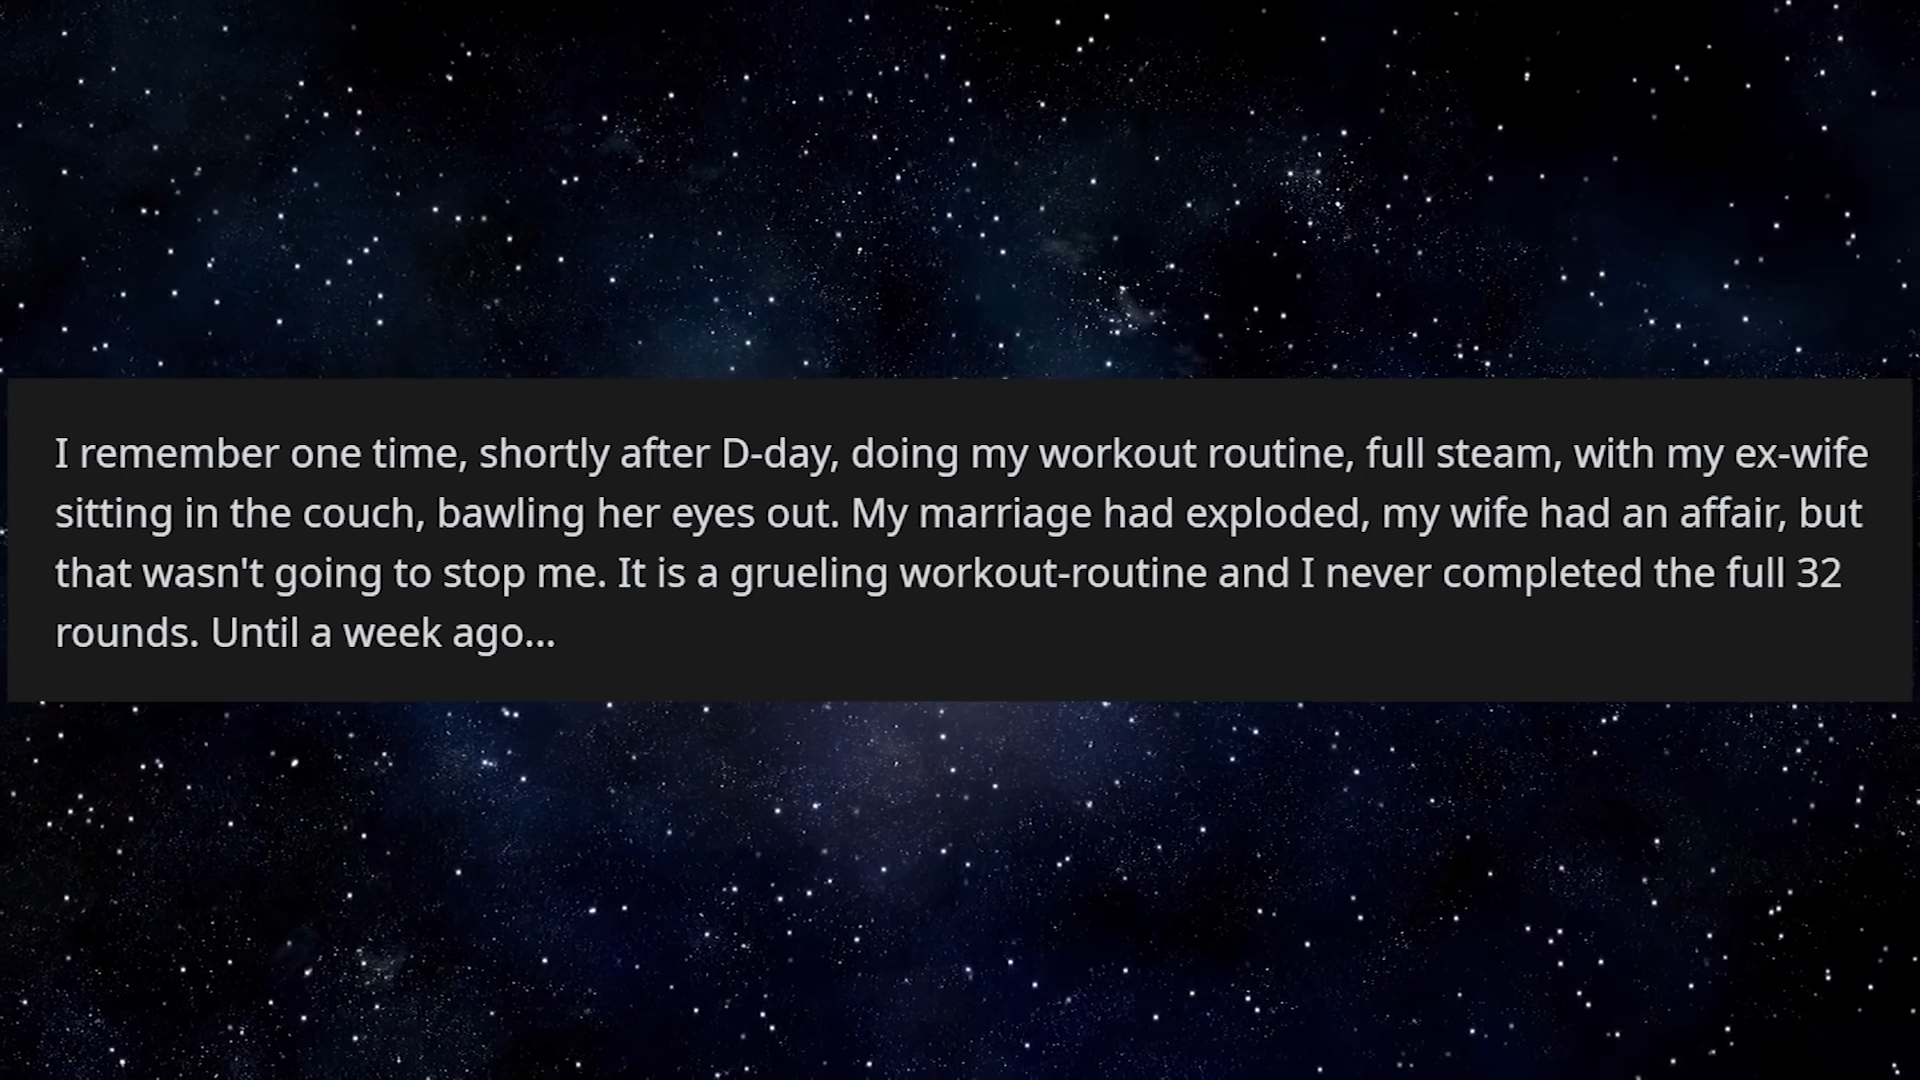 I remember one time, shortly after D-day, doing my workout routine, full steam, with my ex-wife
sitting in the couch, bawling her eyes out. My marriage had exploded, my wife had an affair, but
that wasn't going to stop me. It is a grueling workout-routine and I never completed the full 32
rounds. Until a week ago...